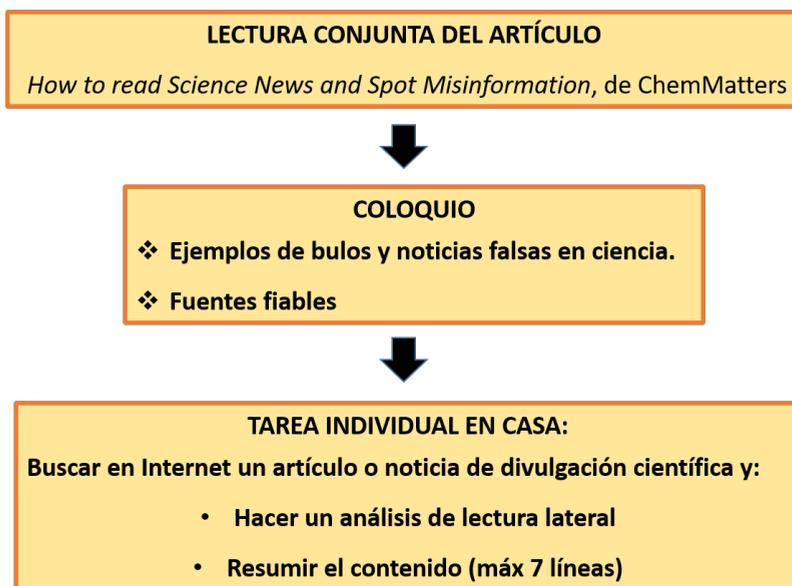 LECTURA CONJUNTA DEL ARTÍCULO
How to read Science News and Spot Misinformation, de ChemMatters
COLOQUIO
❖ Ejemplos de bulos y noticias falsas en ciencia.
❖ Fuentes fiables
TAREA INDIVIDUAL EN CASA:
Buscar en Internet un artículo o noticia de divulgación científica y:
• Hacer un análisis de lectura lateral
• Resumir el contenido (máx 7 líneas)